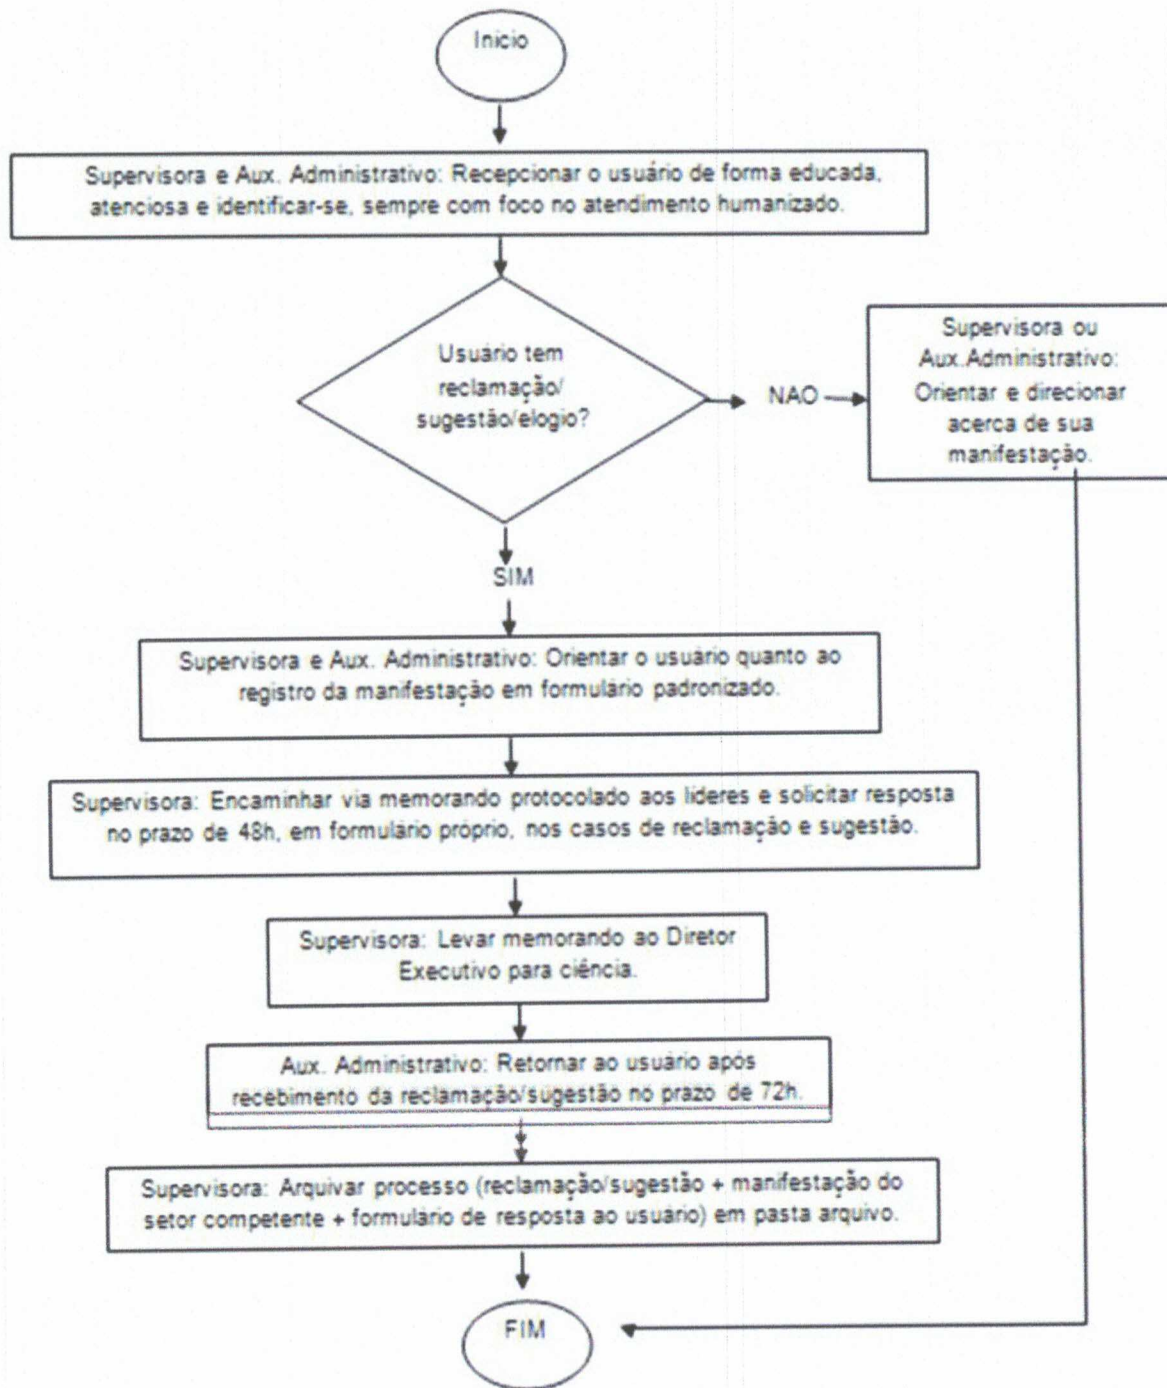 Início
Supervisora e Aux. Administrativo: Recepcionar o usuário de forma educada,
atenciosa e identificar-se, sempre com foco no atendimento humanizado.
Usuário tem
reclamação/
sugestão/elogio?
NAO
Supervisora ou
Aux.Administrativo:
Orientar e direcionar
acerca de sua
manifestação.
SIM
Supervisora e Aux. Administrativo: Orientar o usuário quanto ao
registro da manifestação em formulário padronizado.
Supervisora: Encaminhar via memorando protocolado aos líderes e solicitar resposta
no prazo de 48h, em formulário próprio, nos casos de reclamação e sugestão.
Supervisora: Levar memorando ao Diretor
Executivo para ciência.
Aux. Administrativo: Retornar ao usuário após
recebimento da reclamação/sugestão no prazo de 72h.
Supervisora: Arquivar processo (reclamação/sugestão + manifestação do
setor competente + formulário de resposta ao usuário) em pasta arquivo.
FIM